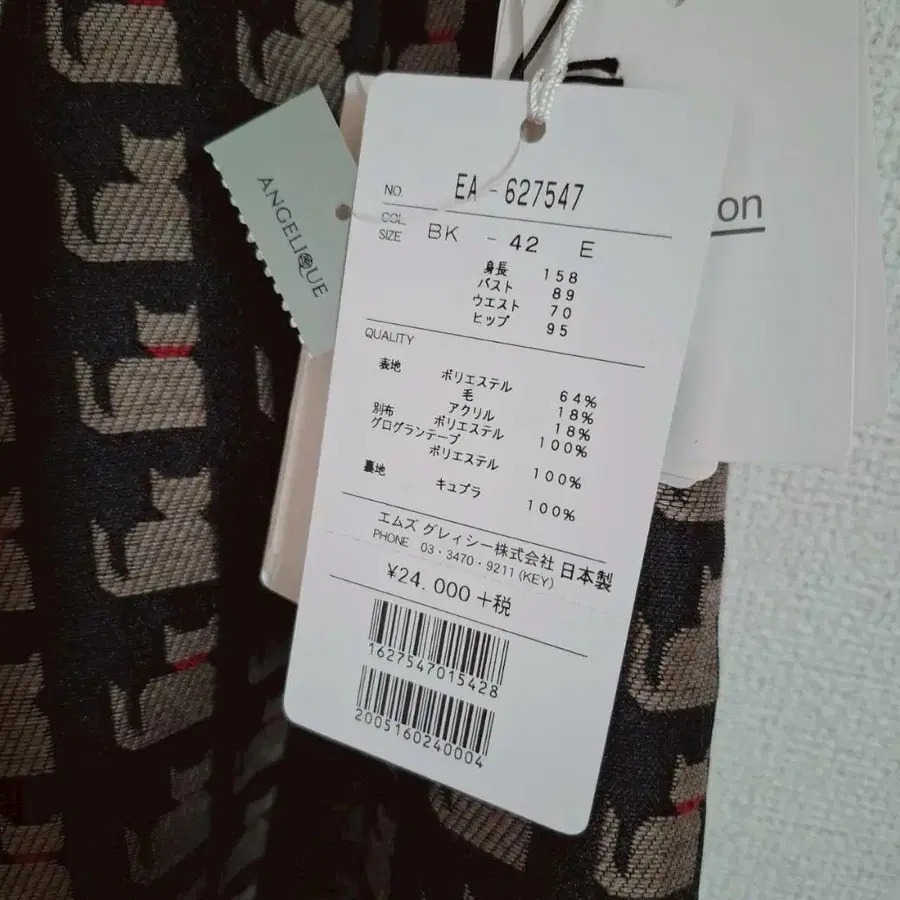 ANGELIQUE
on
NO. EA - 627547
COL. SIZE BK - 42 E
身長 158
バスト 89
ウエスト 70
ヒップ 95
QUALITY
表地 ポリエステル 64%
毛 18%
アクリル 18%
別布 ポリエステル 100%
グログランテープ
ポリエステル 100%
裏地 キュプラ 100%
エムズ グレィシー株式会社 日本製
PHONE 03・3470・9211 (KEY)
¥24.000 +税
1627547015428
2005160240004